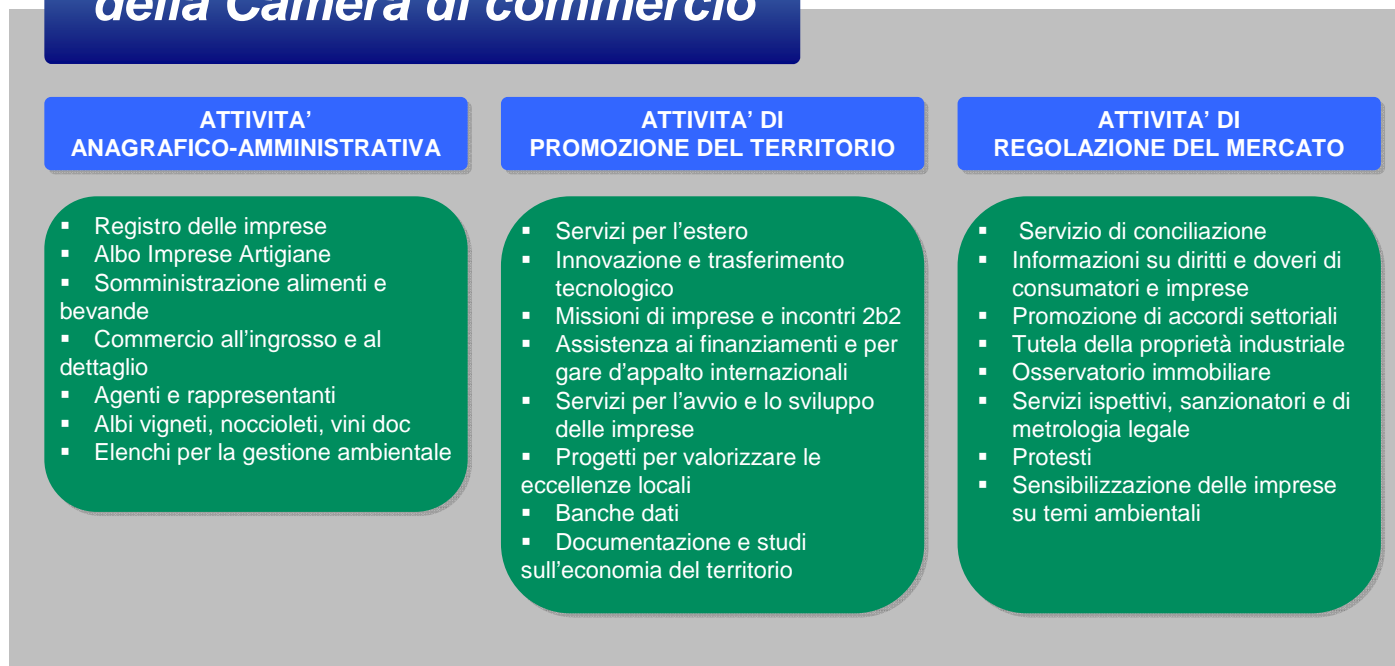 della Camera di commercio
ATTIVITA'
ANAGRAFICO-AMMINISTRATIVA
▪ Registro delle imprese
▪ Albo Imprese Artigiane
▪ Somministrazione alimenti e
bevande
▪ Commercio all'ingrosso e al
dettaglio
▪ Agenti e rappresentanti
▪ Albi vigneti, noccioleti, vini doc
▪ Elenchi per la gestione ambientale
ATTIVITA' DI
PROMOZIONE DEL TERRITORIO
▪ Servizi per l'estero
▪ Innovazione e trasferimento
tecnologico
▪ Missioni di imprese e incontri 2b2
▪ Assistenza ai finanziamenti e per
gare d'appalto internazionali
▪ Servizi per l'avvio e lo sviluppo
delle imprese
▪ Progetti per valorizzare le
eccellenze locali
▪ Banche dati
▪ Documentazione e studi
sull'economia del territorio
ATTIVITA' DI
REGOLAZIONE DEL MERCATO
▪ Servizio di conciliazione
▪ Informazioni su diritti e doveri di
consumatori e imprese
▪ Promozione di accordi settoriali
▪ Tutela della proprietà industriale
▪ Osservatorio immobiliare
▪ Servizi ispettivi, sanzionatori e di
metrologia legale
▪ Protesti
▪ Sensibilizzazione delle imprese
su temi ambientali